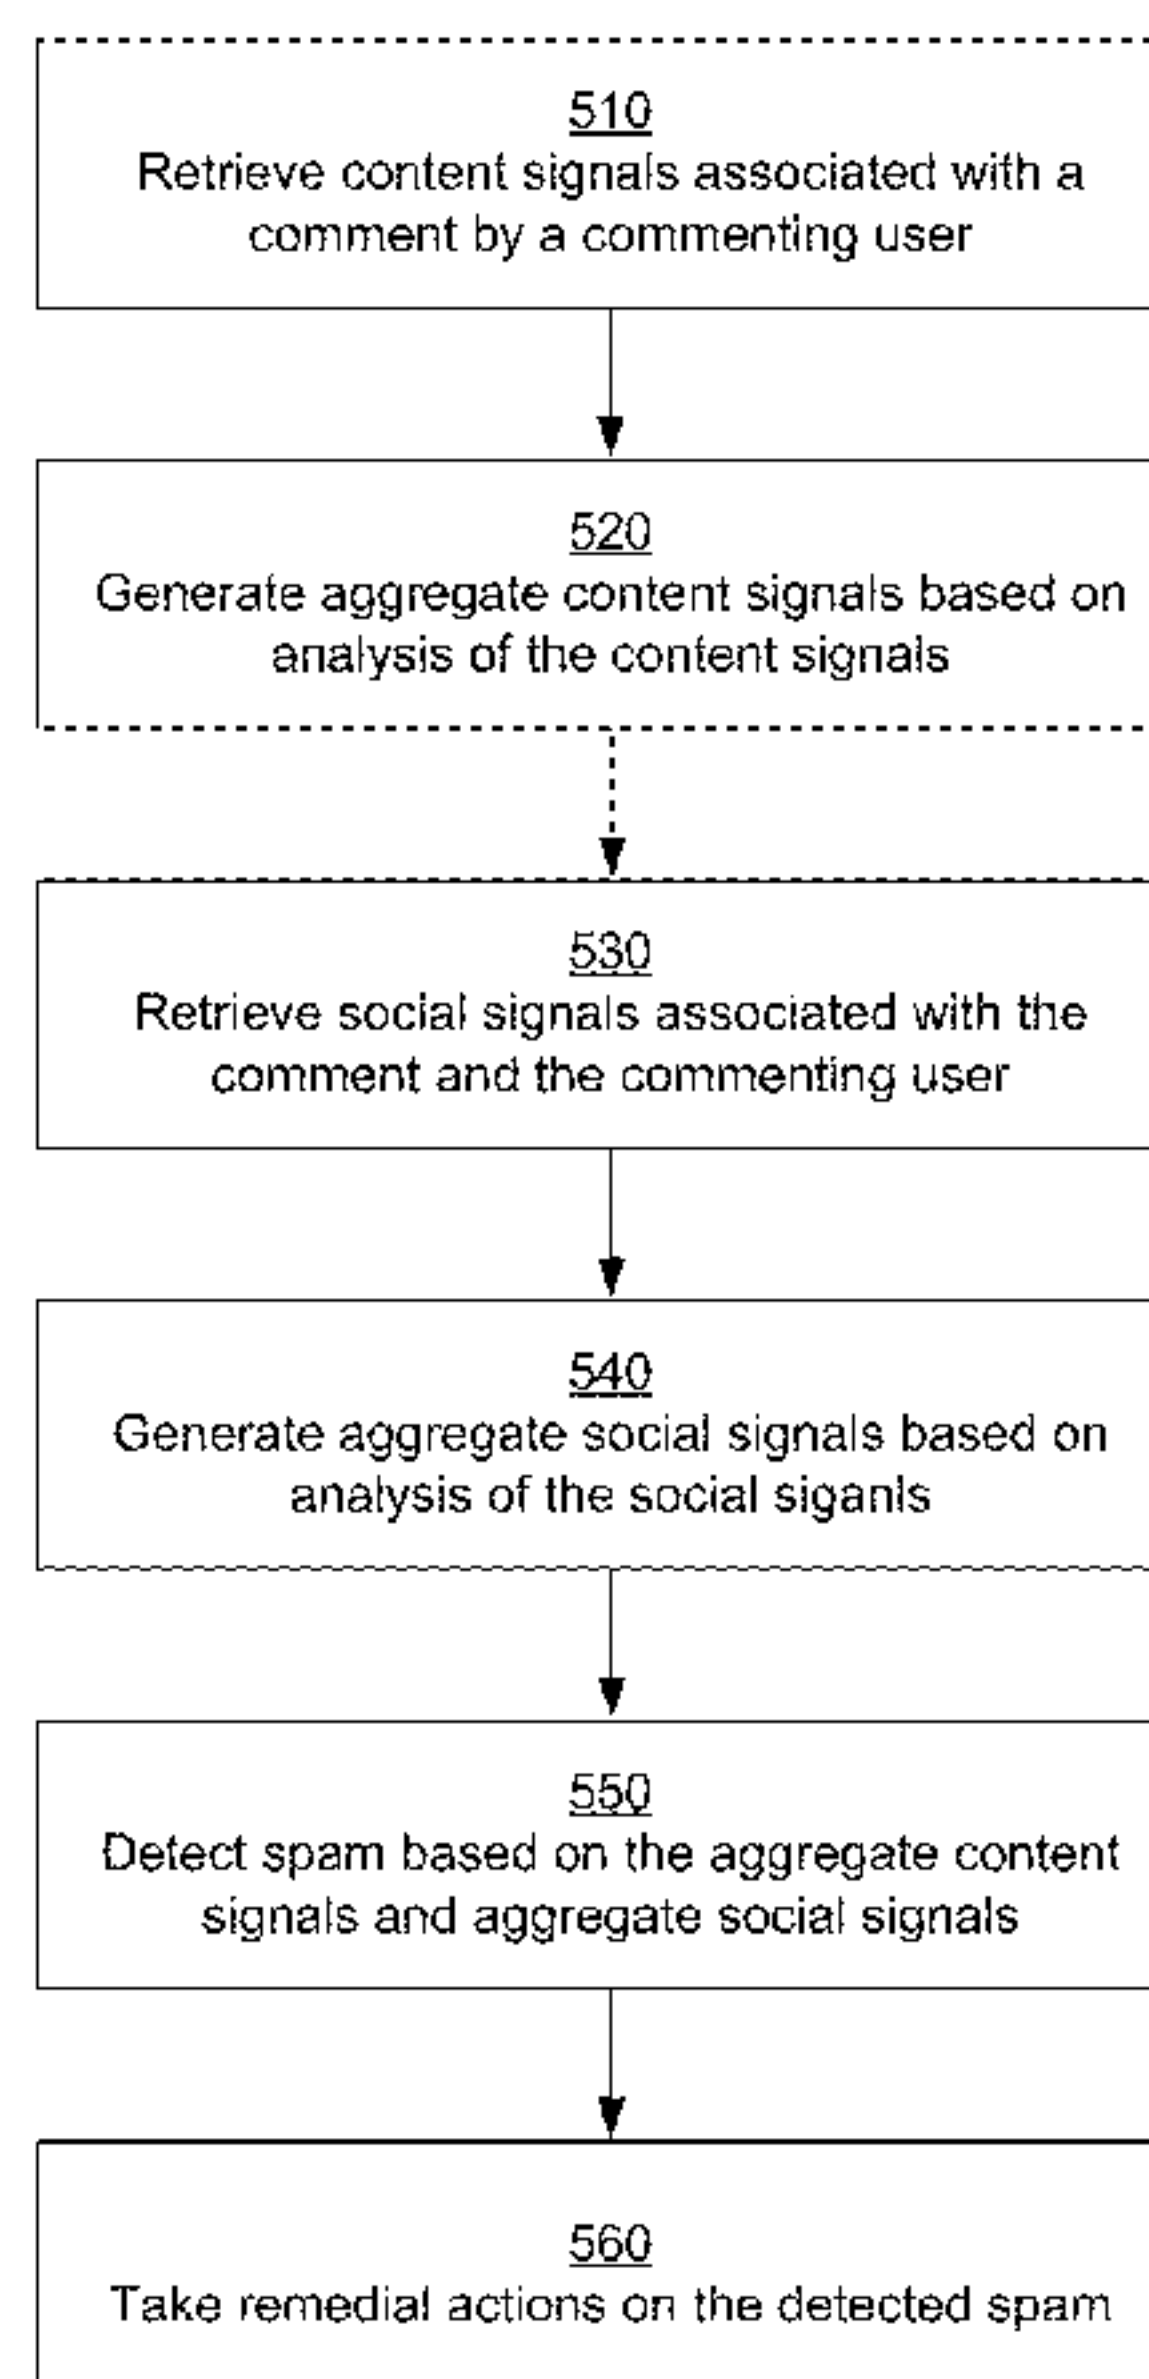 510
Retrieve content signals associated with a
comment by a commenting user
520
Generate aggregate content signals based on
analysis of the content signals
530
Retrieve social signals associated with the
comment and the commenting user
540
Generate aggregate social signals based on
analysis of the social siganls
550
Detect spam based on the aggregate content
signals and aggregate social signals
560
Take remedial actions on the detected spam